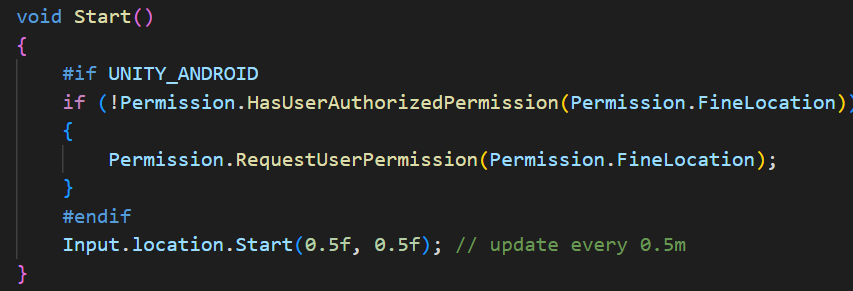 void Start()
{
#if UNITY_ANDROID
if (!Permission.HasUserAuthorizedPermission(Permission.FineLocation))
{
Permission.RequestUserPermission(Permission.FineLocation);
}
#endif
Input.location.Start(0.5f, 0.5f); // update every 0.5m
}